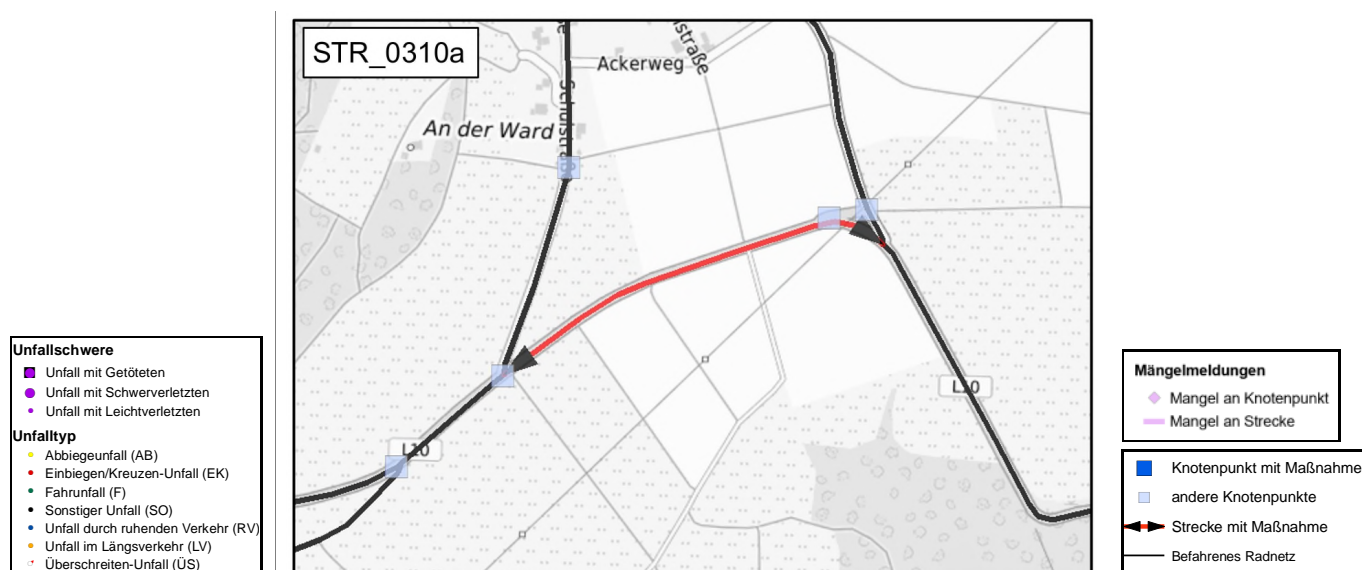 STR_0310a
Ackerweg
An der Ward
L10
L10
Unfallschwere
Unfall mit Getöteten
Unfall mit Schwerverletzten
Unfall mit Leichtverletzten
Unfalltyp
Abbiegeunfall (AB)
Einbiegen/Kreuzen-Unfall (EK)
Fahrunfall (F)
Sonstiger Unfall (SO)
Unfall durch ruhenden Verkehr (RV)
Unfall im Längsverkehr (LV)
Überschreiten-Unfall (ÜS)
Mängelmeldungen
Mangel an Knotenpunkt
Mangel an Strecke
Knotenpunkt mit Maßnahme
andere Knotenpunkte
Strecke mit Maßnahme
Befahrenes Radnetz